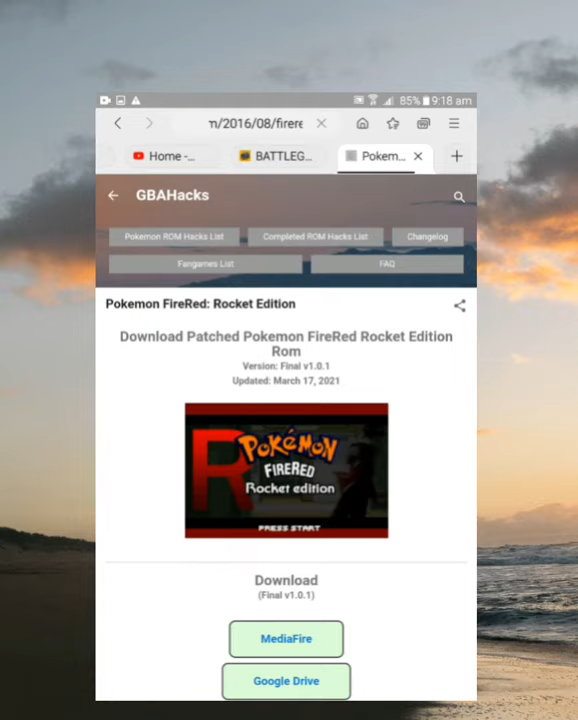 85% 9:18 am
n/2016/08/firere
Home -... BATTLEG... Pokem...
GBAHacks
Pokemon ROM Hacks List Completed ROM Hacks List Changelog
Fangames List FAQ
Pokemon FireRed: Rocket Edition
Download Patched Pokemon FireRed Rocket Edition
Rom
Version: Final v1.0.1
Updated: March 17, 2021
R
POKéMON
FIRERED
Rocket edition
PRESS START
Download
(Final v1.0.1)
MediaFire
Google Drive